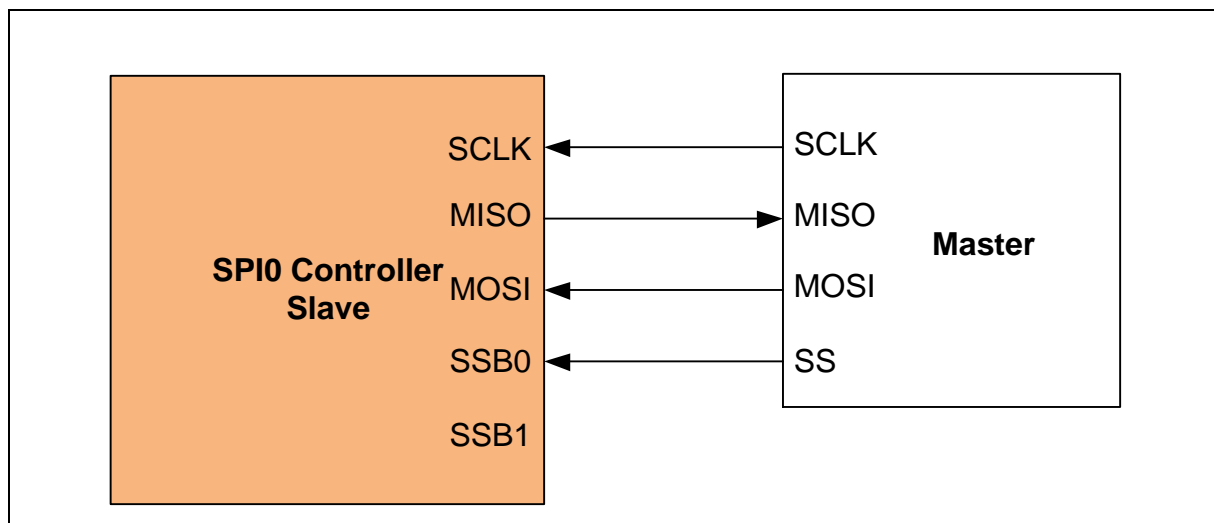 SCLK
MISO
SPI0 Controller
Slave
MOSI
SSB0
SSB1
SCLK
MISO
Master
MOSI
SS